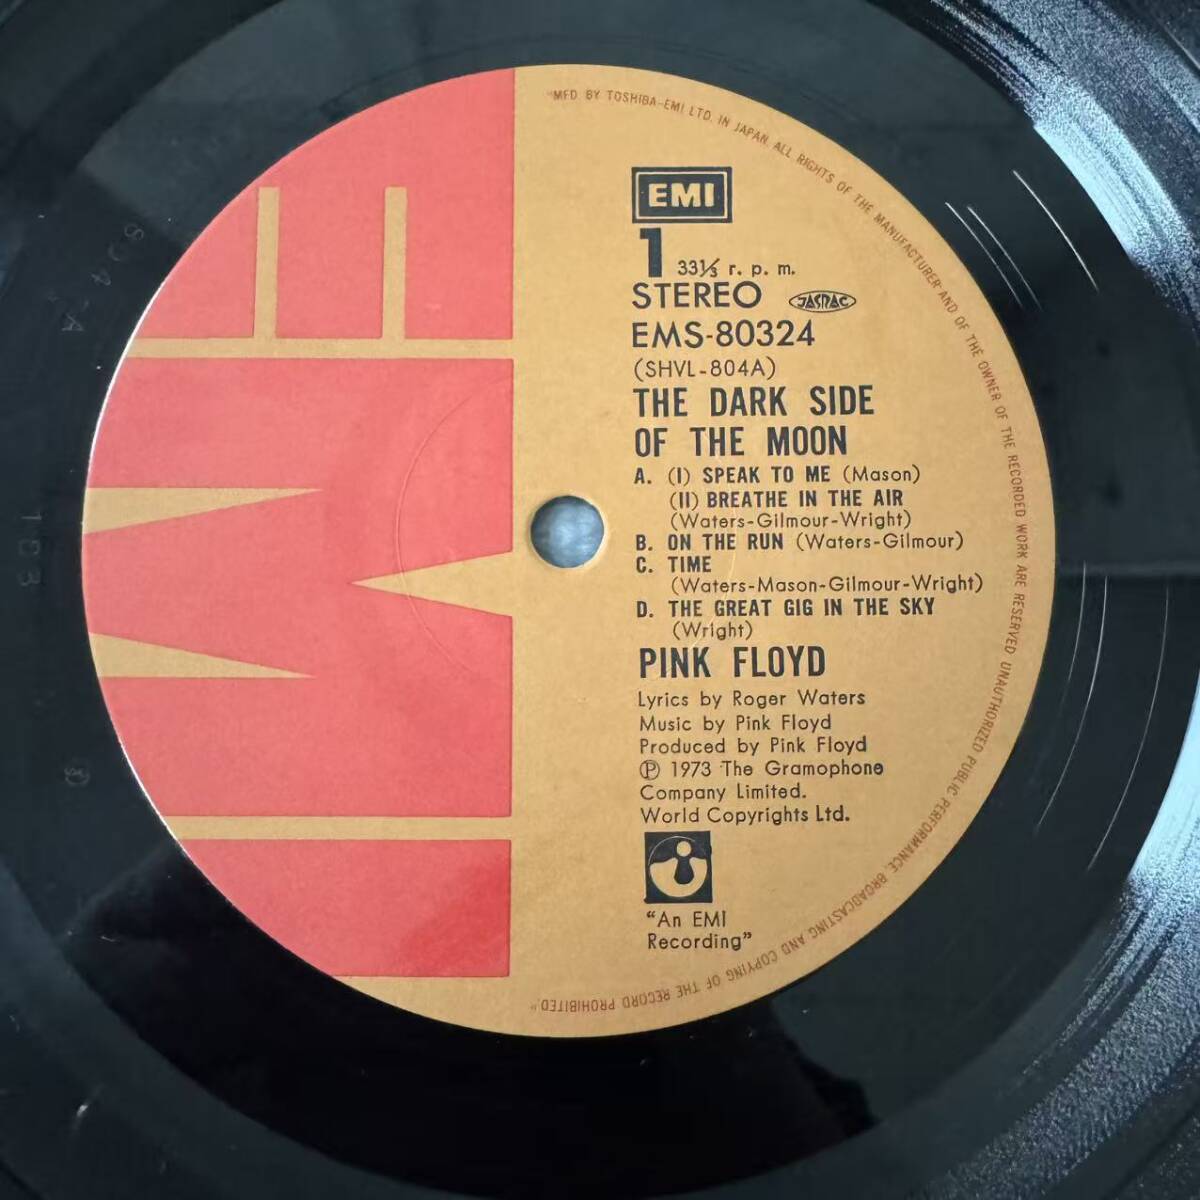 "MFD. BY TOSHIBA-EMI LTD. IN JAPAN. ALL RIGHTS OF THE MANUFACTURER AND OF THE OWNER OF THE RECORDED WORK ARE RESERVED. UNAUTHORIZED PUBLIC PERFORMANCE, BROADCASTING AND COPYING OF THE RECORD PROHIBITED."
EMI
EMI
1 33⅓ r. p. m.
STEREO JASRAC
EMS-80324
(SHVL-804A)
THE DARK SIDE
OF THE MOON
A. (I) SPEAK TO ME (Mason)
(II) BREATHE IN THE AIR
(Waters-Gilmour-Wright)
B. ON THE RUN (Waters-Gilmour)
C. TIME
(Waters-Mason-Gilmour-Wright)
D. THE GREAT GIG IN THE SKY
(Wright)
PINK FLOYD
Lyrics by Roger Waters
Music by Pink Floyd
Produced by Pink Floyd
Ⓟ 1973 The Gramophone
Company Limited.
World Copyrights Ltd.
"An EMI
Recording"